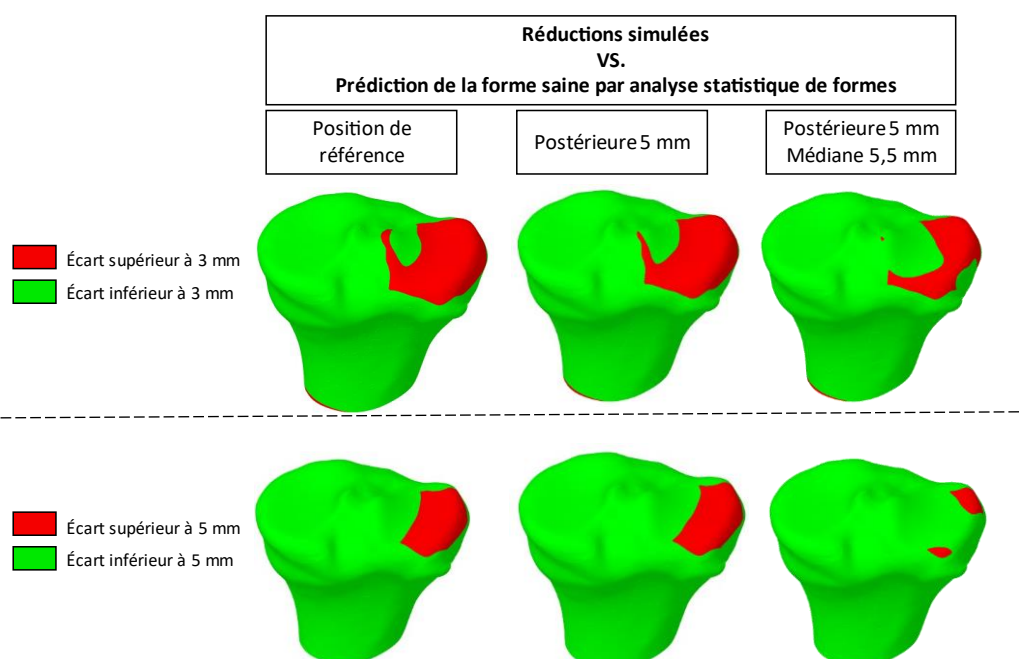 Réductions simulées
VS.
Prédiction de la forme saine par analyse statistique de formes
Position de
référence
Postérieure 5 mm
Postérieure 5 mm
Médiane 5,5 mm
Écart supérieur à 3 mm
Écart inférieur à 3 mm
Écart supérieur à 5 mm
Écart inférieur à 5 mm